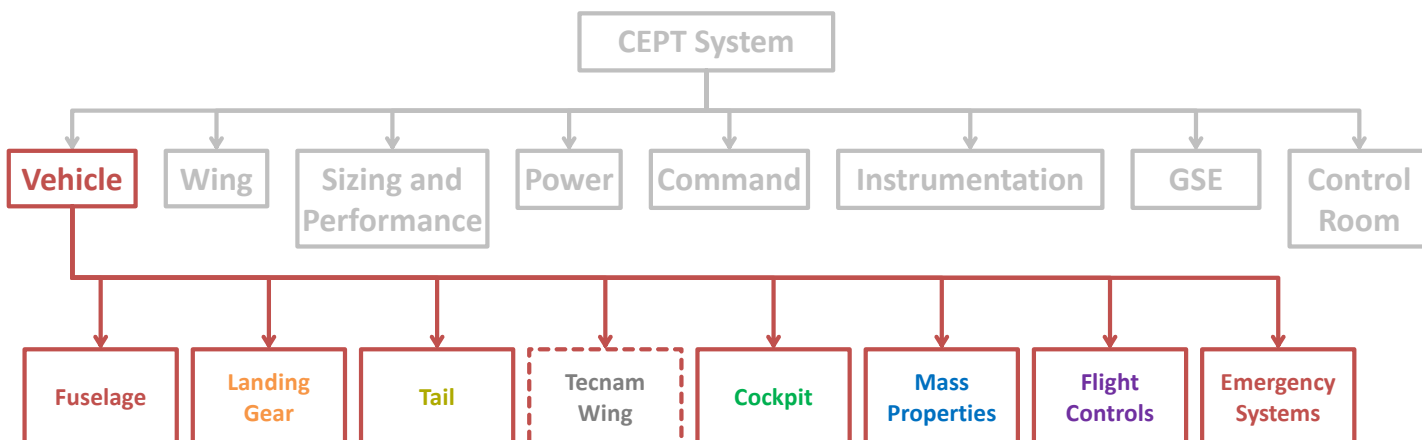 CEPT System
Vehicle
Wing
Sizing and
Performance
Power
Command
Instrumentation
GSE
Control
Room
Fuselage
Landing
Gear
Tail
Tecnam
Wing
Cockpit
Mass
Properties
Flight
Controls
Emergency
Systems